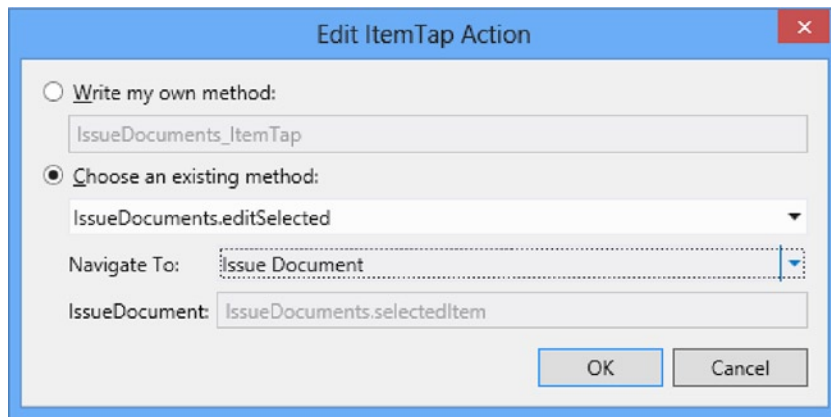 Edit ItemTap Action
Write my own method:
IssueDocuments_ItemTap
Choose an existing method:
IssueDocuments.editSelected
Navigate To: Issue Document
IssueDocument: IssueDocuments.selectedItem
OK Cancel